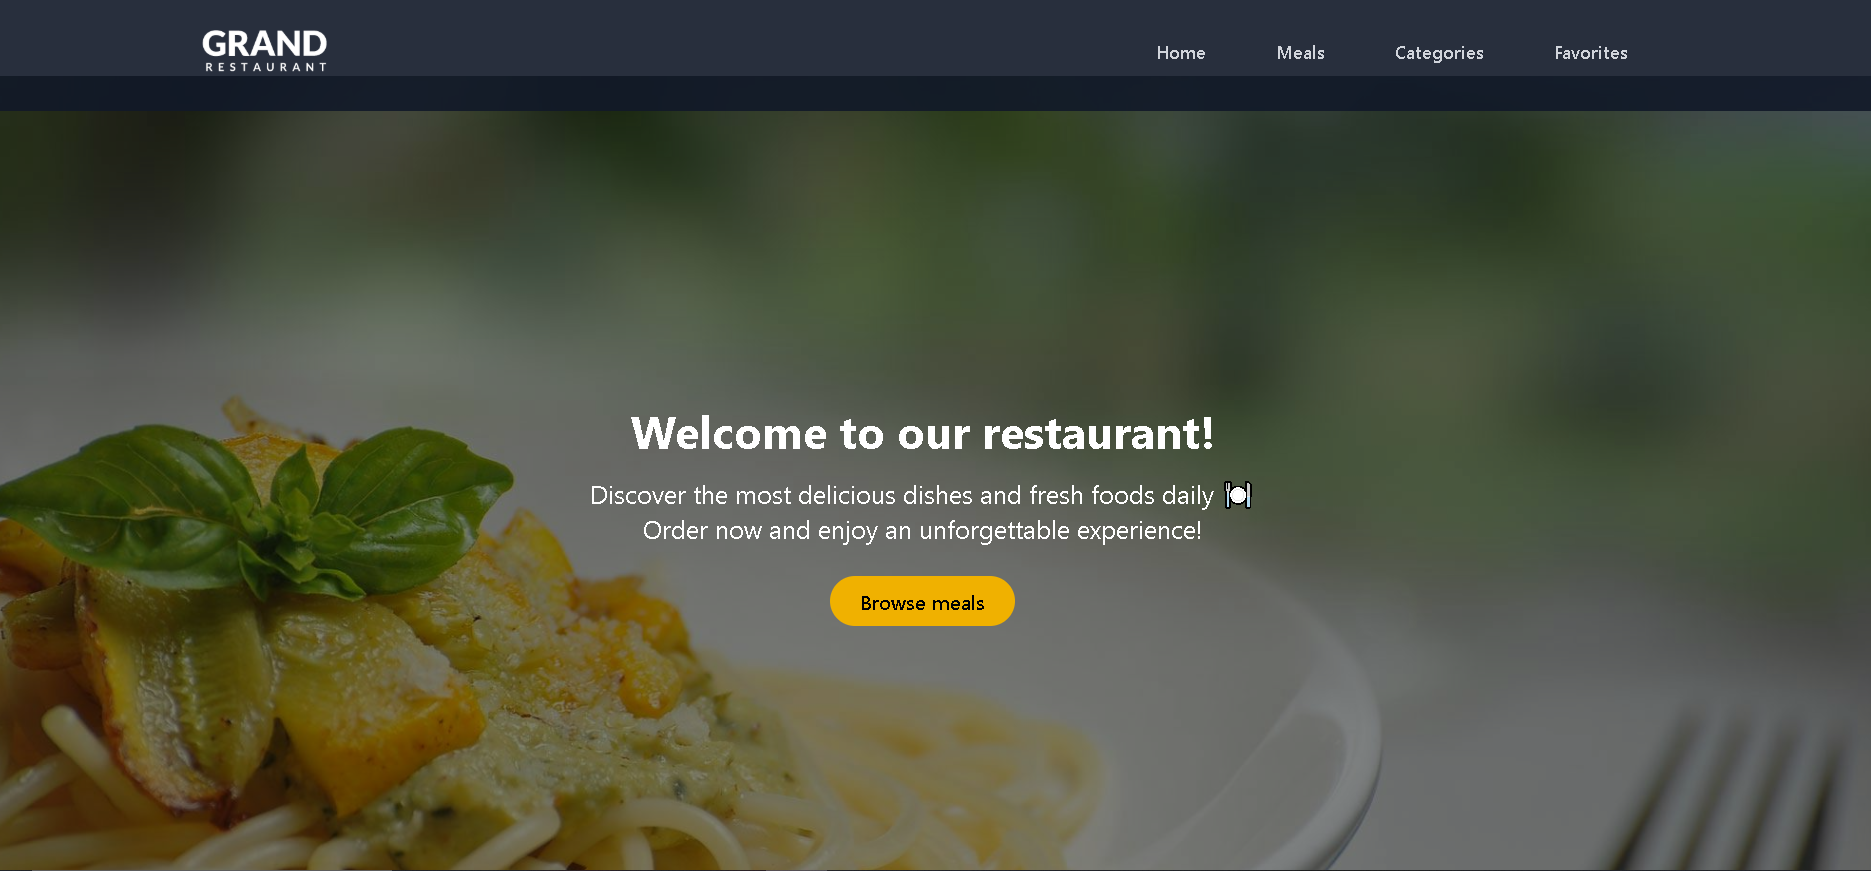 GRAND
RESTAURANT
Home Meals Categories Favorites
Welcome to our restaurant!
Discover the most delicious dishes and fresh foods daily 🍽️
Order now and enjoy an unforgettable experience!
Browse meals